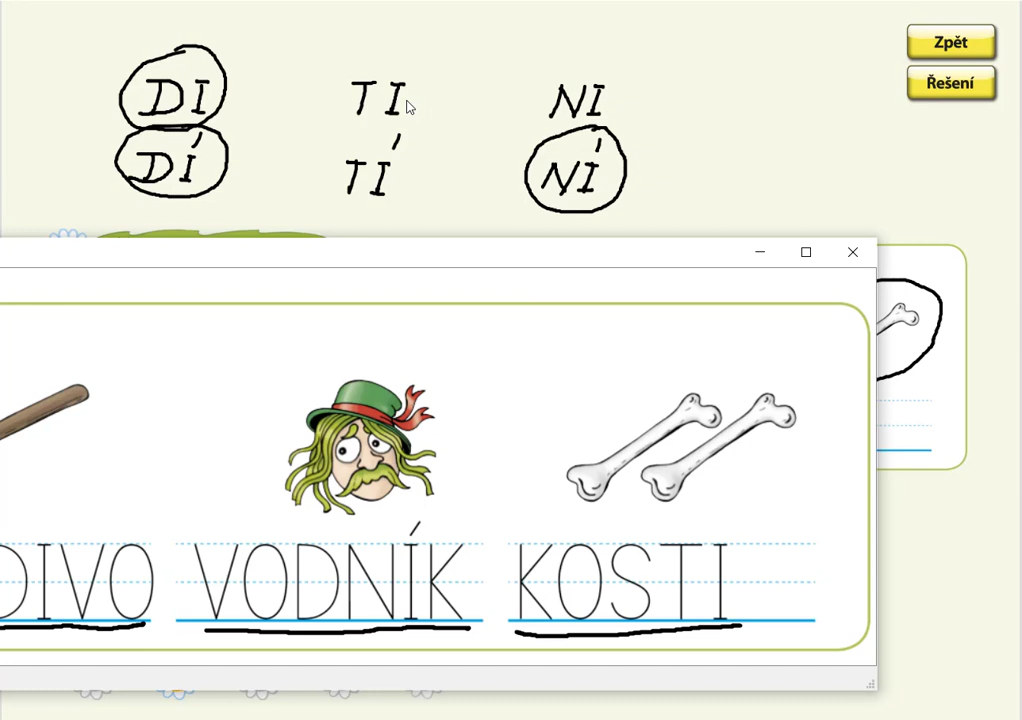 Zpět
Řešení
DI TI NI
DÍ TÍ NÍ
DIVO VODNÍK KOSTI